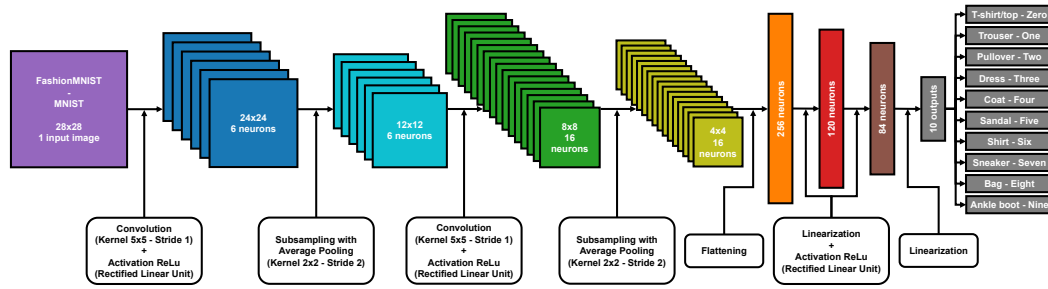 FashionMNIST
-
MNIST
28x28
1 input image
24x24
6 neurons
12x12
6 neurons
8x8
16
neurons
4x4
16
neurons
256 neurons
120 neurons
84 neurons
10 outputs
T-shirt/top - Zero
Trouser - One
Pullover - Two
Dress - Three
Coat - Four
Sandal - Five
Shirt - Six
Sneaker - Seven
Bag - Eight
Ankle boot - Nine
Convolution
(Kernel 5x5 - Stride 1)
+
Activation ReLu
(Rectified Linear Unit)
Subsampling with
Average Pooling
(Kernel 2x2 - Stride 2)
Convolution
(Kernel 5x5 - Stride 1)
+
Activation ReLu
(Rectified Linear Unit)
Subsampling with
Average Pooling
(Kernel 2x2 - Stride 2)
Flattening
Linearization
+
Activation ReLu
(Rectified Linear Unit)
Linearization